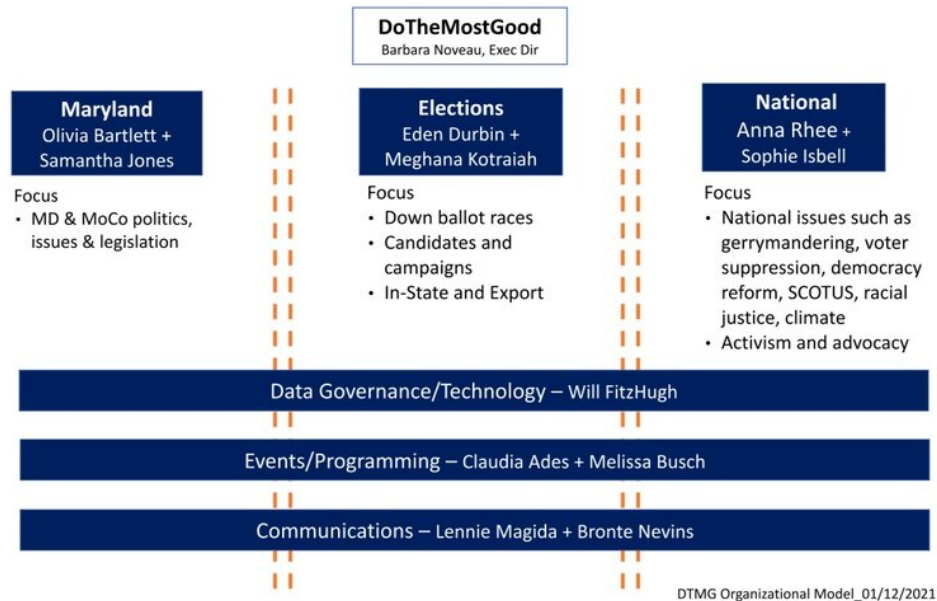 DoTheMostGood
Barbara Noveau, Exec Dir
Maryland
Olivia Bartlett +
Samantha Jones
Focus
• MD & MoCo politics,
issues & legislation
Elections
Eden Durbin +
Meghana Kotraiah
Focus
• Down ballot races
• Candidates and
campaigns
• In-State and Export
National
Anna Rhee +
Sophie Isbell
Focus
• National issues such as
gerrymandering, voter
suppression, democracy
reform, SCOTUS, racial
justice, climate
• Activism and advocacy
Data Governance/Technology – Will FitzHugh
Events/Programming – Claudia Ades + Melissa Busch
Communications – Lennie Magida + Bronte Nevins
DTMG Organizational Model_01/12/2021